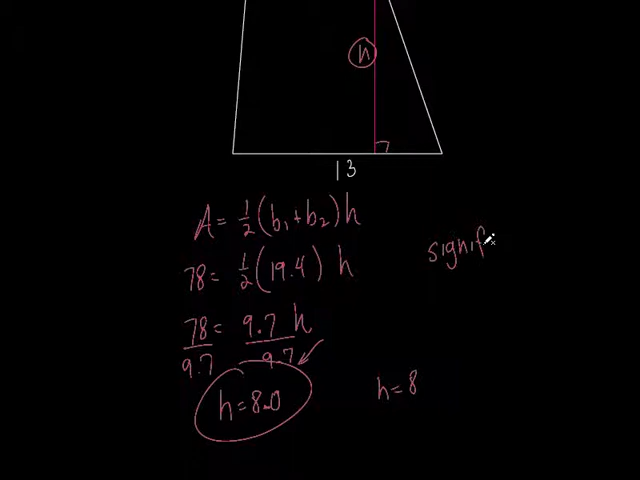 h
13
A = 1/2 (b₁+b₂) h
signif
78 = 1/2 (19.4) h
78 = 9.7 h
9.7 9.7
h = 8.0
h = 8